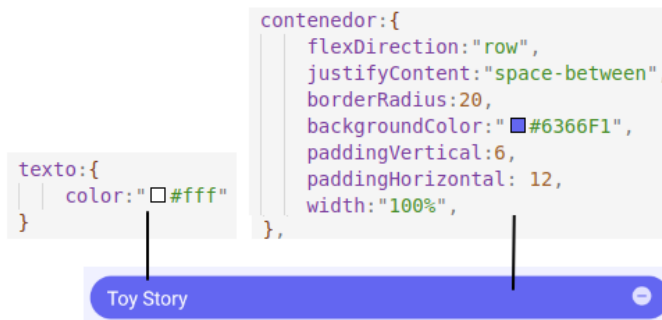 contenedor:{
flexDirection:"row",
justifyContent:"space-between"
borderRadius:20,
backgroundColor:"#6366F1",
paddingVertical:6,
paddingHorizontal: 12,
width:"100%",
},
texto:{
color:"#fff"
}
Toy Story